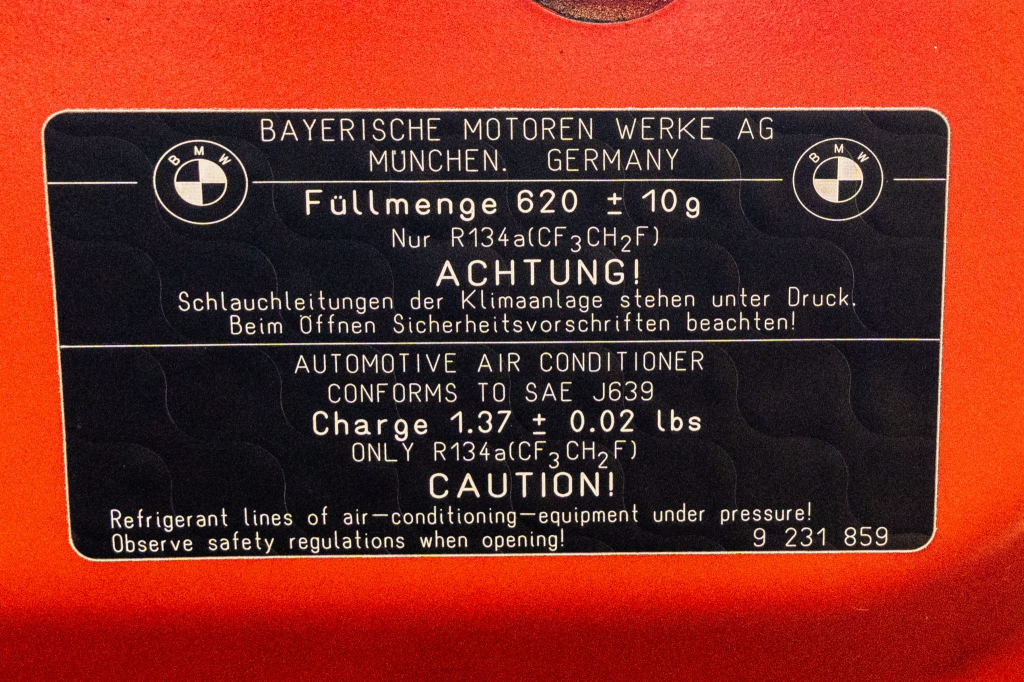 BAYERISCHE MOTOREN WERKE AG
MÜNCHEN. GERMANY
BMW
BMW
Füllmenge 620 ± 10g
Nur R134a(CF₃CH₂F)
ACHTUNG!
Schlauchleitungen der Klimaanlage stehen unter Druck.
Beim Öffnen Sicherheitsvorschriften beachten!
AUTOMOTIVE AIR CONDITIONER
CONFORMS TO SAE J639
Charge 1.37 ± 0.02 lbs
ONLY R134a(CF₃CH₂F)
CAUTION!
Refrigerant lines of air–conditioning–equipment under pressure!
Observe safety regulations when opening! 9 231 859